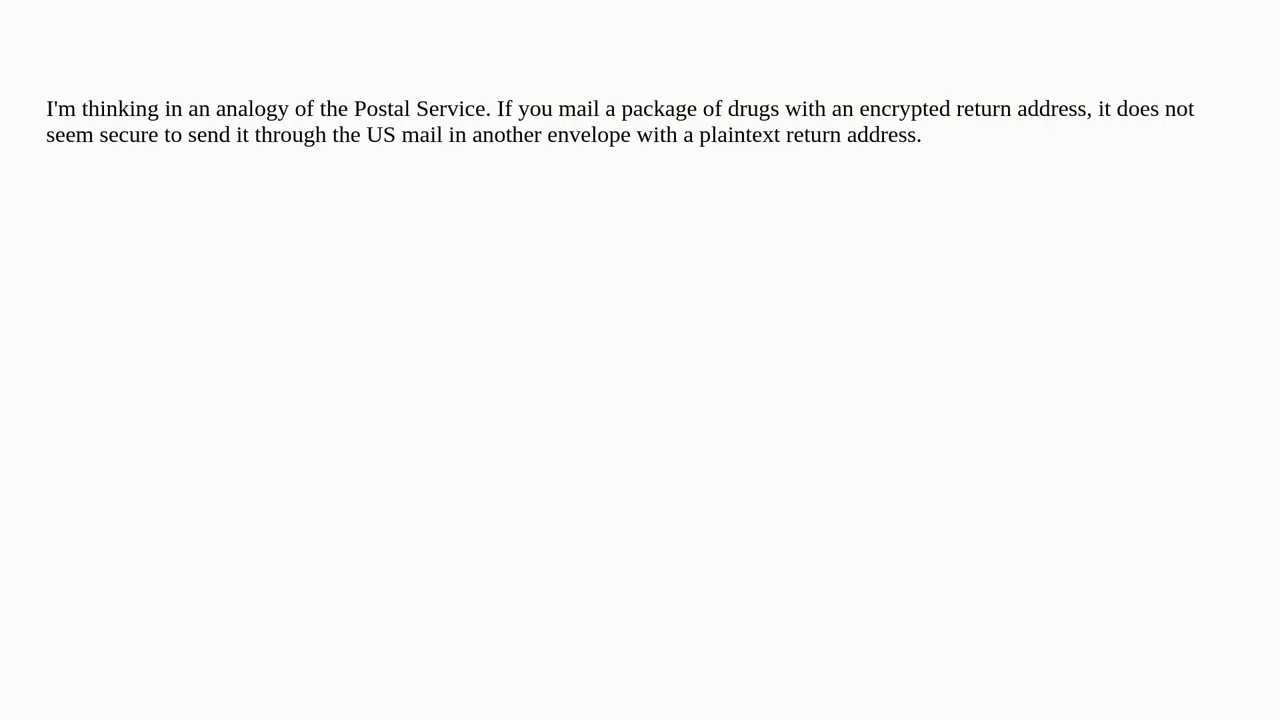 I'm thinking in an analogy of the Postal Service. If you mail a package of drugs with an encrypted return address, it does not
seem secure to send it through the US mail in another envelope with a plaintext return address.